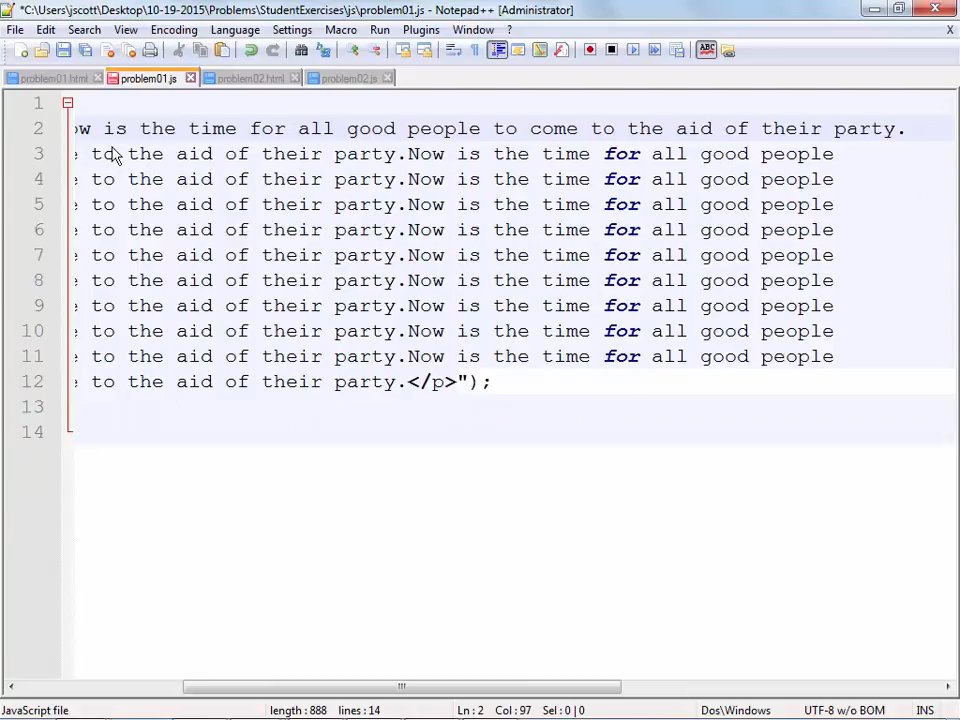 *C:\Users\jscott\Desktop\10-19-2015\Problems\StudentExercises\js\problem01.js - Notepad++ [Administrator]
File Edit Search View Encoding Language Settings Macro Run Plugins Window ? X
problem01.html problem01.js problem02.html problem02.js
1
2 ow is the time for all good people to come to the aid of their party.
3 e to the aid of their party.Now is the time for all good people
4 e to the aid of their party.Now is the time for all good people
5 e to the aid of their party.Now is the time for all good people
6 e to the aid of their party.Now is the time for all good people
7 e to the aid of their party.Now is the time for all good people
8 e to the aid of their party.Now is the time for all good people
9 e to the aid of their party.Now is the time for all good people
10 e to the aid of their party.Now is the time for all good people
11 e to the aid of their party.Now is the time for all good people
12 e to the aid of their party.</p>");
13
14
JavaScript file length : 888 lines : 14 Ln : 2 Col : 97 Sel : 0 | 0 Dos\Windows UTF-8 w/o BOM INS